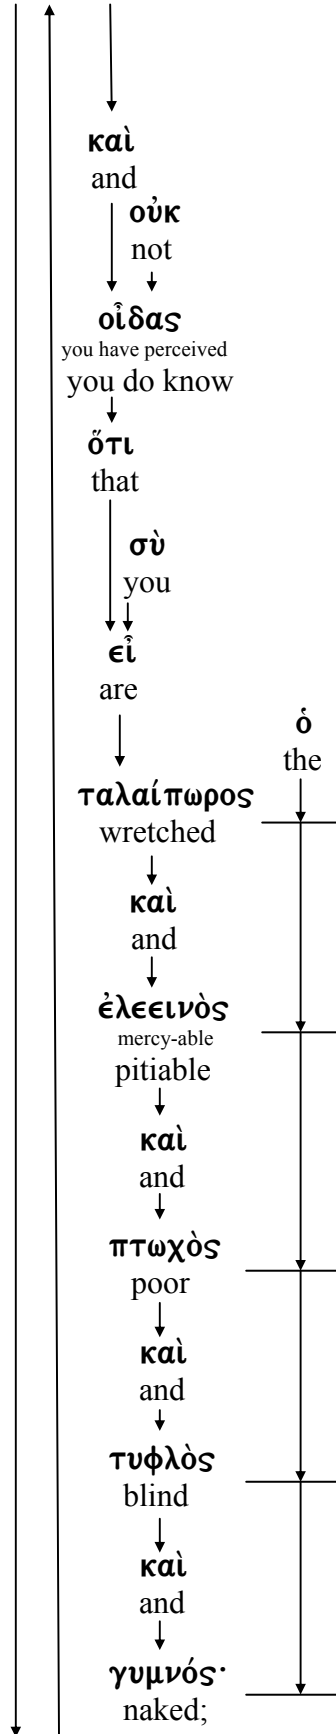 καὶ
and
οὐκ
not
οἶδας
you have perceived
you do know
ὅτι
that
σὺ
you
εἶ
are
ὁ
the
ταλαίπωρος
wretched
καὶ
and
ἐλεεινὸς
mercy-able
pitiable
καὶ
and
πτωχὸς
poor
καὶ
and
τυφλὸς
blind
καὶ
and
γυμνός·
naked;